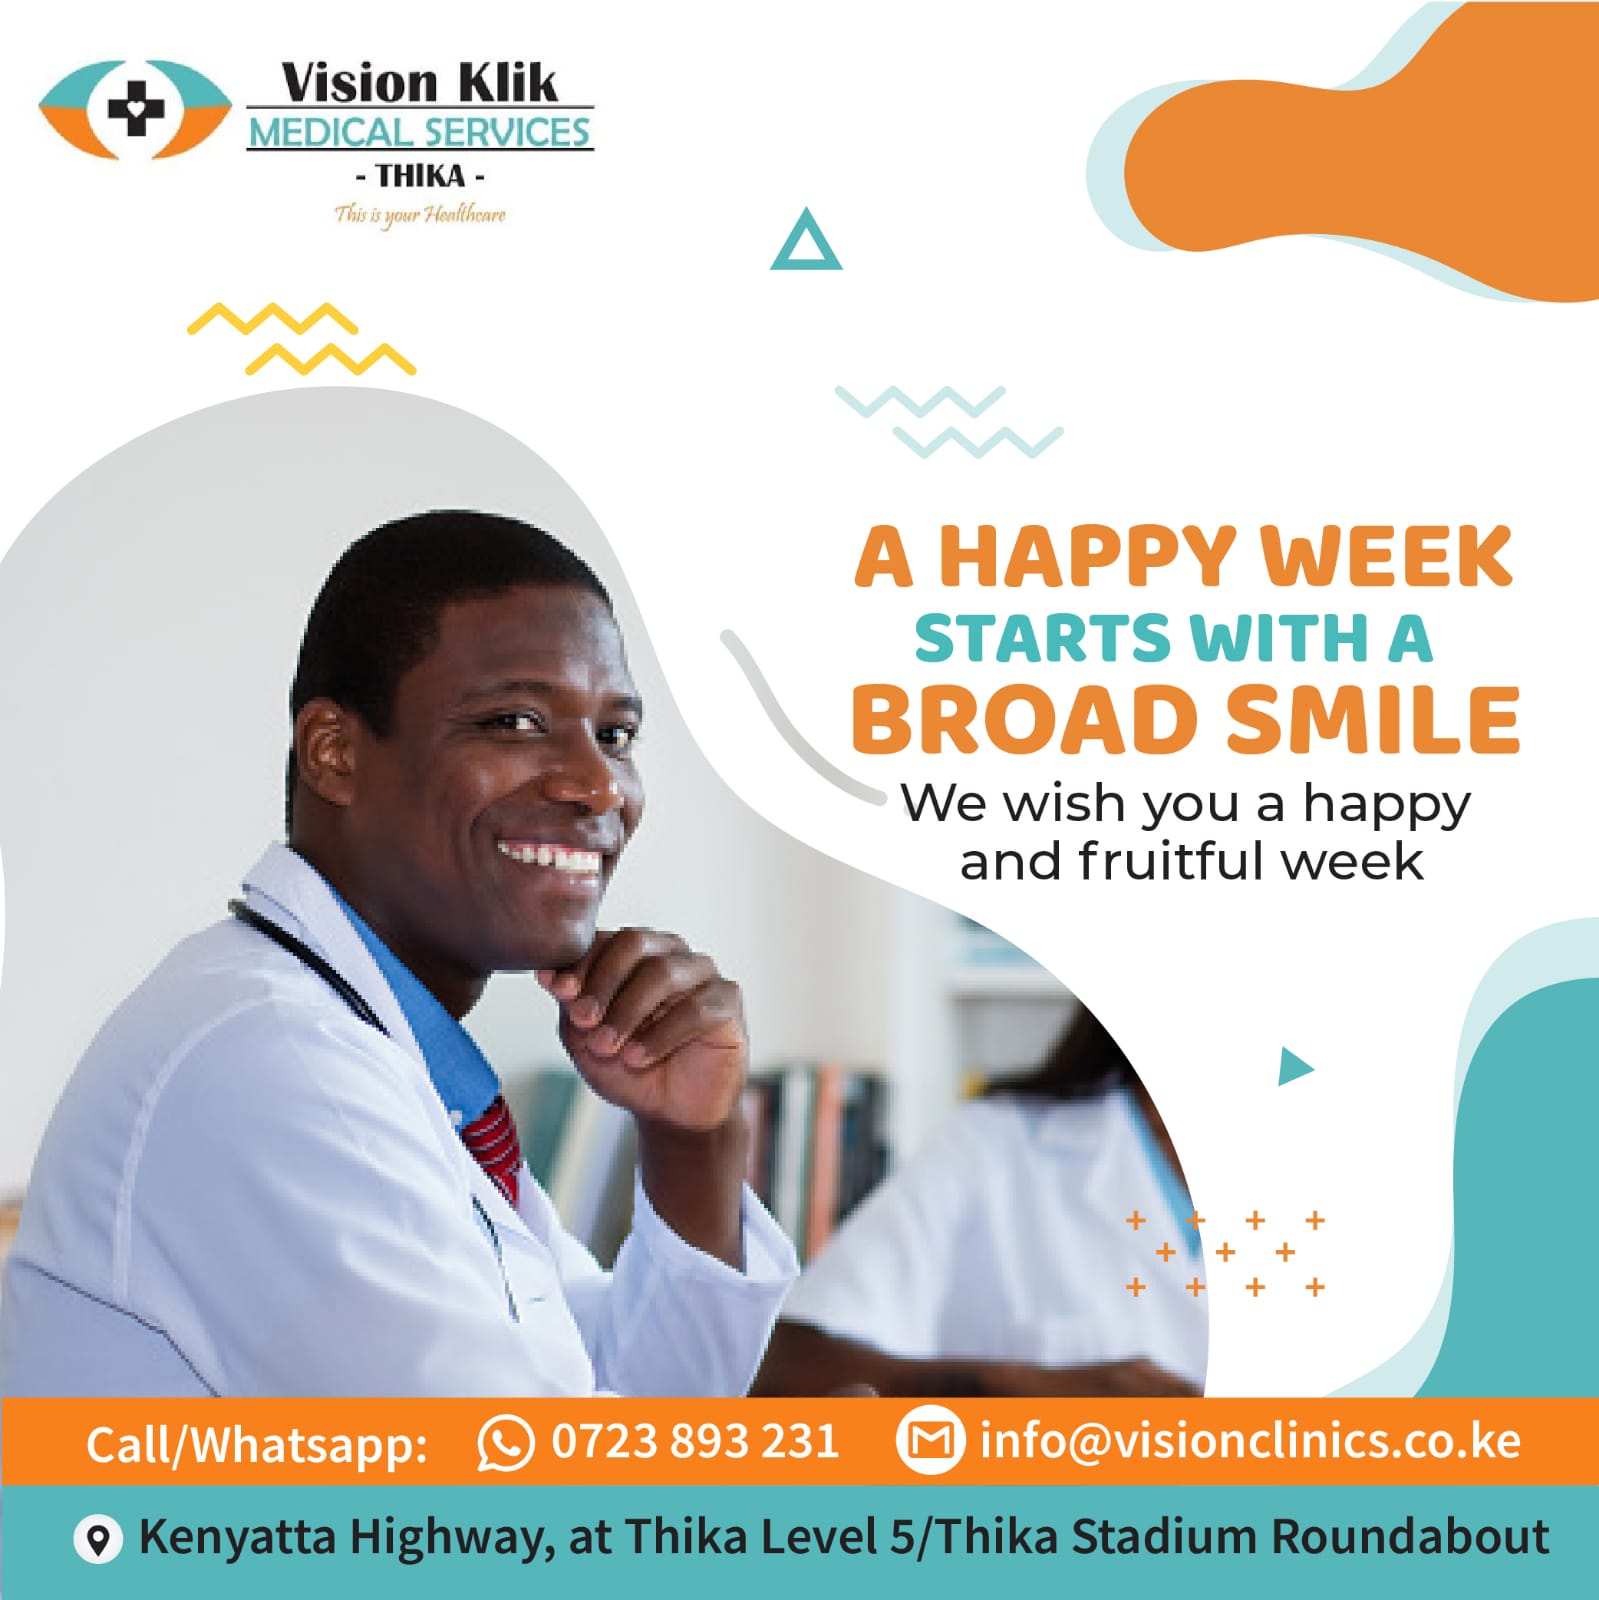 Vision Klik
MEDICAL SERVICES
- THIKA -
This is your Healthcare
A HAPPY WEEK
STARTS WITH A
BROAD SMILE
We wish you a happy
and fruitful week
Call/Whatsapp: 0723 893 231 info@visionclinics.co.ke
Kenyatta Highway, at Thika Level 5/Thika Stadium Roundabout